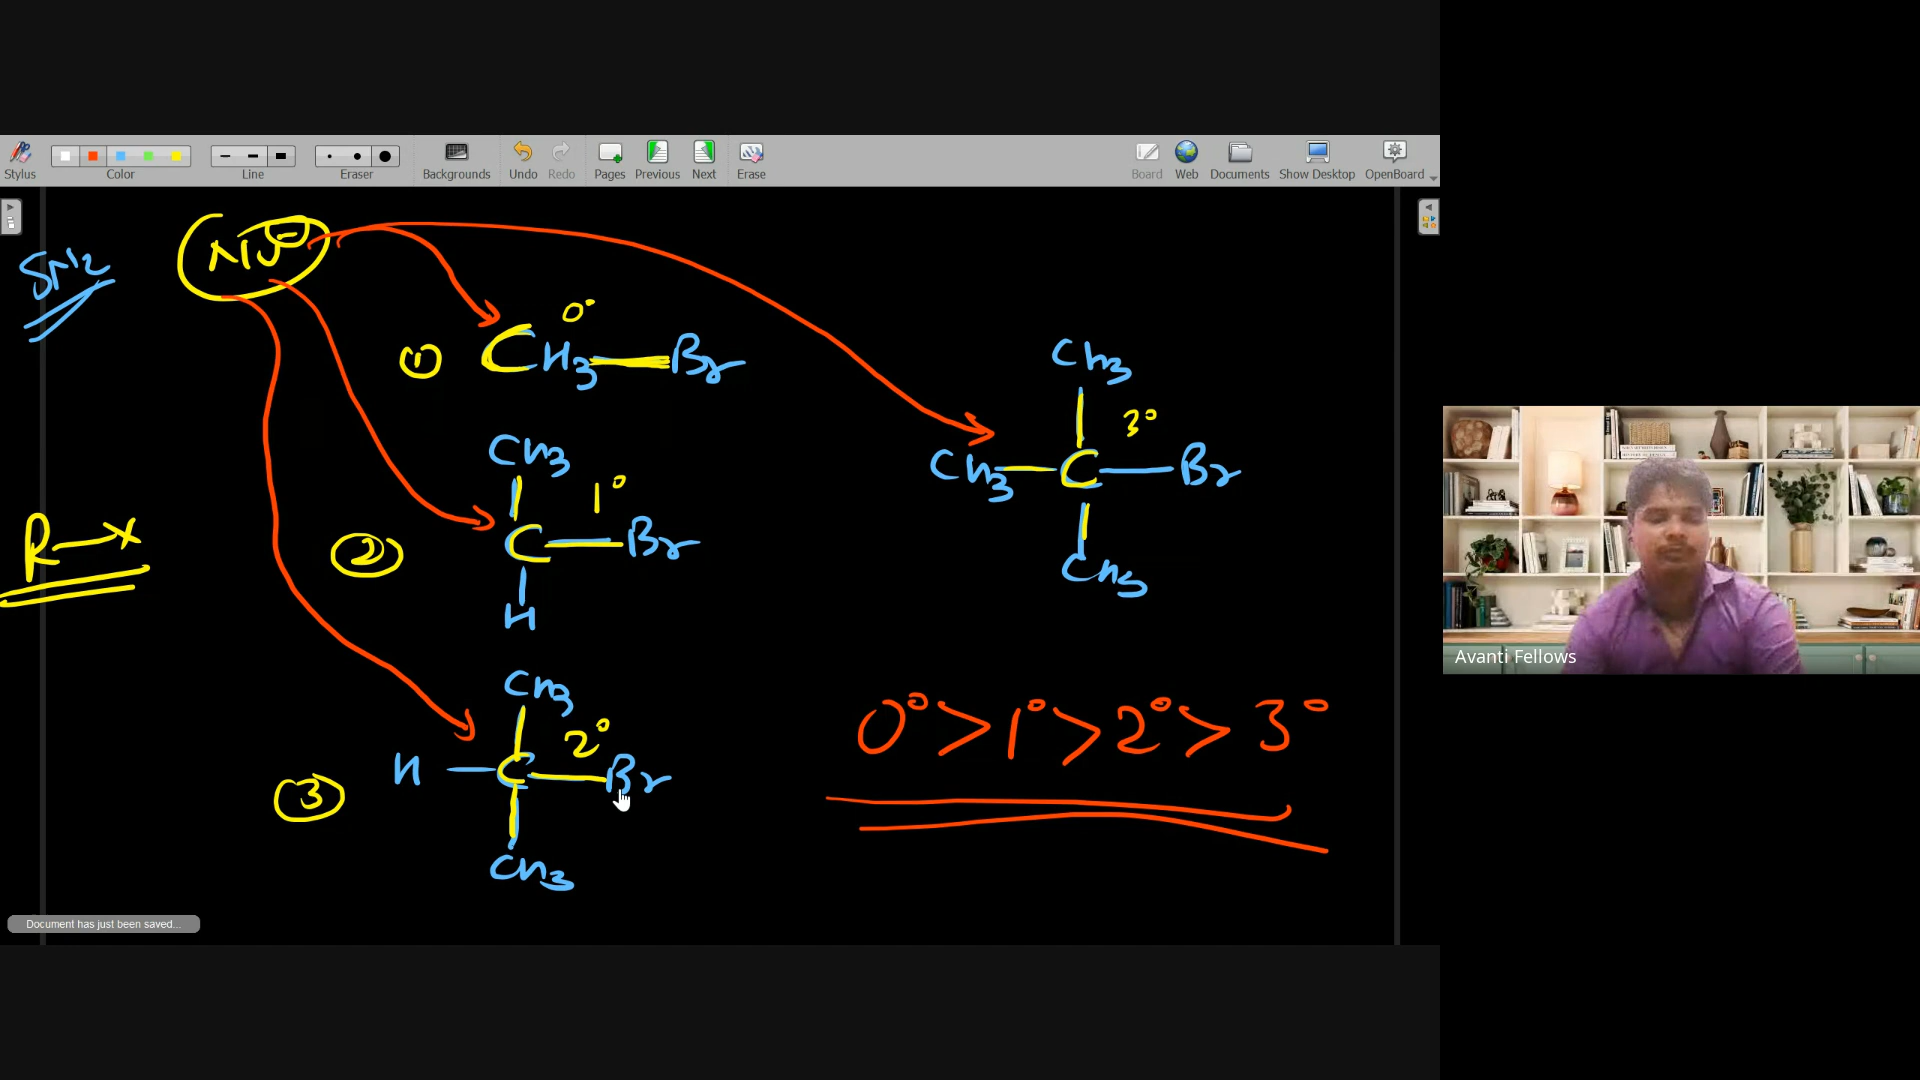 Stylus
Color
Line
Eraser
Backgrounds
Undo
Redo
Pages
Previous
Next
Erase
Board
Web
Documents
Show Desktop
OpenBoard
SN2
Nu⊖
① CH3—Br 0°
CH3
1°
② C—Br
H
CH3
2°
③ H—C—Br
CH3
CH3
3°
CH3—C—Br
CH3
R—X
0° > 1° > 2° > 3°
Avanti Fellows
Document has just been saved...